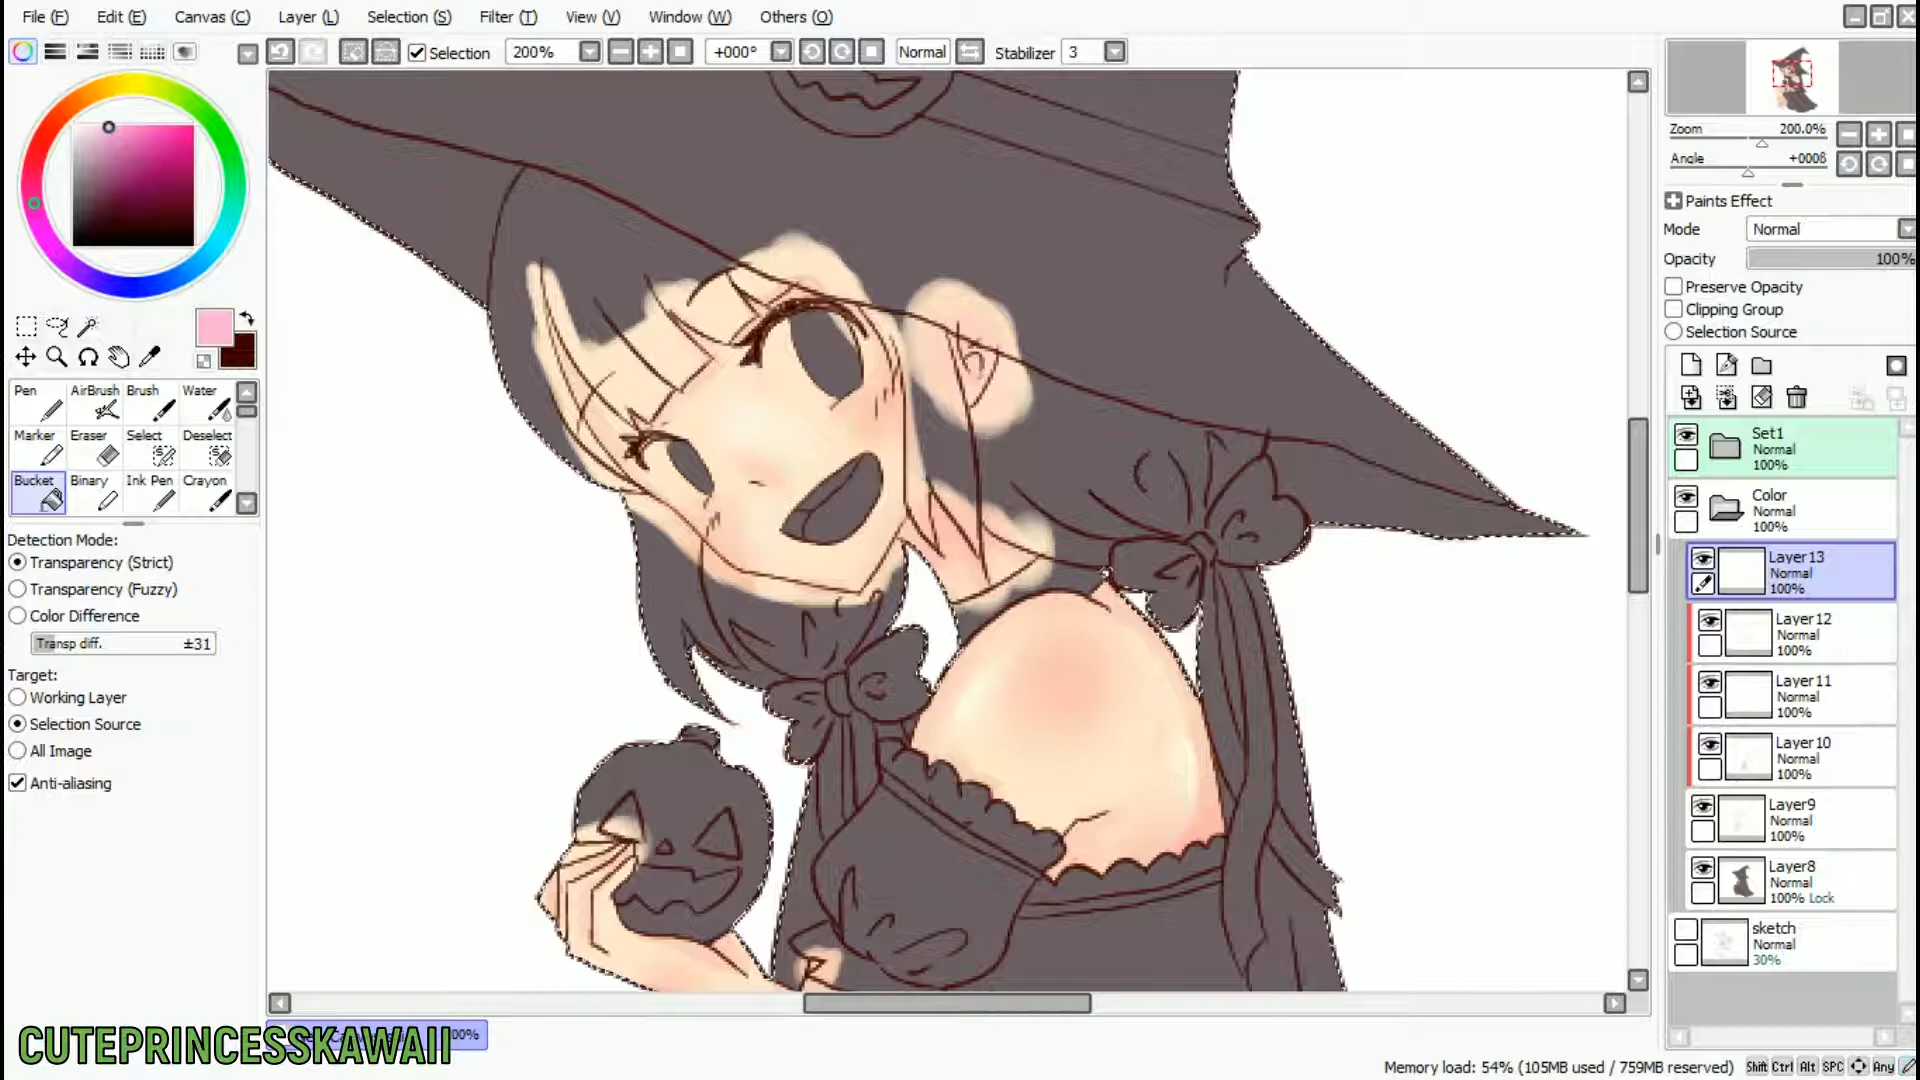 File (F) Edit (E) Canvas (C) Layer (L) Selection (S) Filter (T) View (V) Window (W) Others (O)
Selection 200% +000° Normal Stabilizer 3
Zoom 200.0%
Angle +000ß
Paints Effect
Mode Normal
Opacity 100%
Preserve Opacity
Clipping Group
Selection Source
Pen AirBrush Brush Water
Marker Eraser Select Deselect
Bucket Binary Ink Pen Crayon
Detection Mode:
Transparency (Strict)
Transparency (Fuzzy)
Color Difference
Transp diff. ±31
Target:
Working Layer
Selection Source
All Image
Anti-aliasing
Set1
Normal
100%
Color
Normal
100%
Layer13
Normal
100%
Layer12
Normal
100%
Layer11
Normal
100%
Layer10
Normal
100%
Layer9
Normal
100%
Layer8
Normal
100% Lock
sketch
Normal
30%
CUTEPRINCESSKAWAII
Memory load: 54% (105MB used / 759MB reserved) Shift Ctrl Alt SPC Any